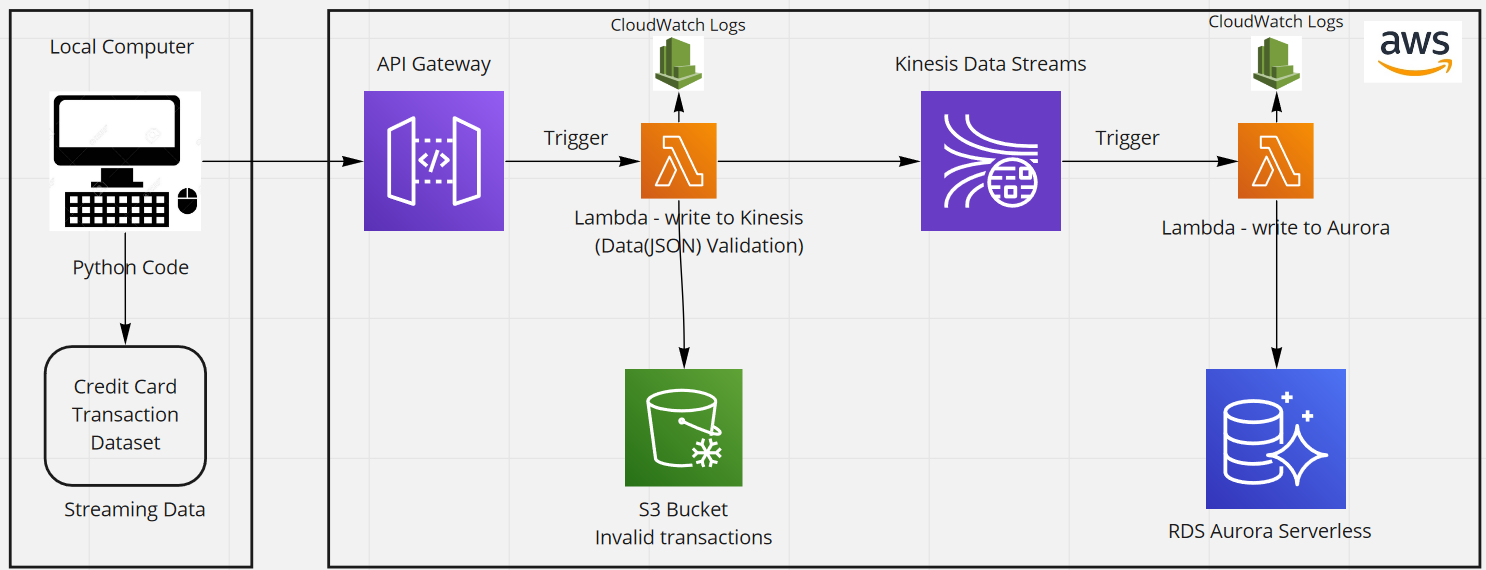 Local Computer
Python Code
Credit Card
Transaction
Dataset
Streaming Data
API Gateway
Trigger
CloudWatch Logs
Lambda - write to Kinesis
(Data(JSON) Validation)
S3 Bucket
Invalid transactions
Kinesis Data Streams
Trigger
CloudWatch Logs
aws
Lambda - write to Aurora
RDS Aurora Serverless